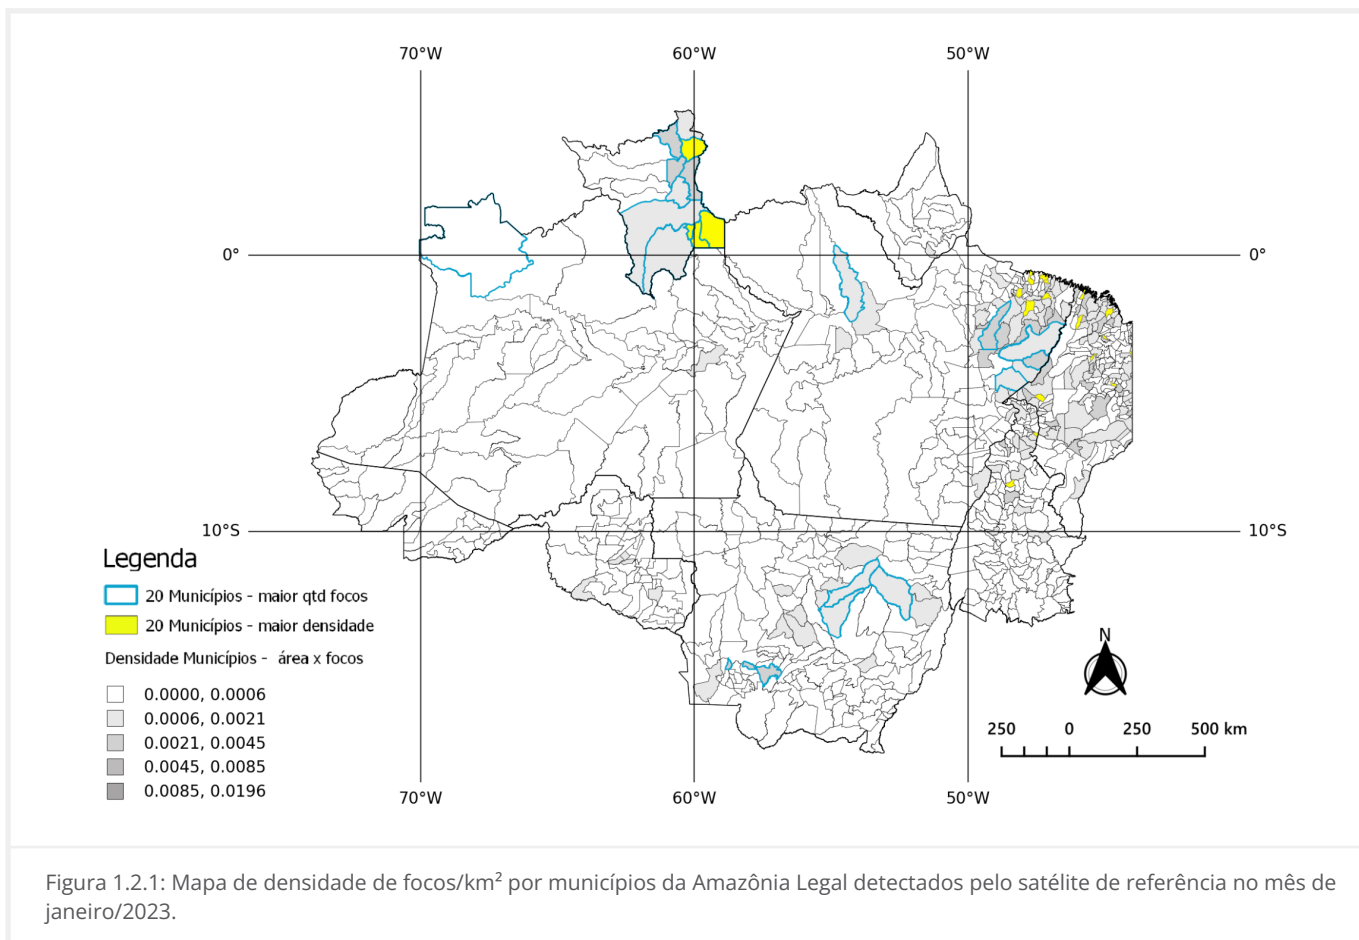 70°W 60°W 50°W
0° 0°
10°S 10°S
Legenda
20 Municípios - maior qtd focos
20 Municípios - maior densidade
Densidade Municípios - área x focos
0.0000, 0.0006
0.0006, 0.0021
0.0021, 0.0045
0.0045, 0.0085
0.0085, 0.0196
N
250 0 250 500 km
70°W 60°W 50°W
Figura 1.2.1: Mapa de densidade de focos/km² por municípios da Amazônia Legal detectados pelo satélite de referência no mês de
janeiro/2023.